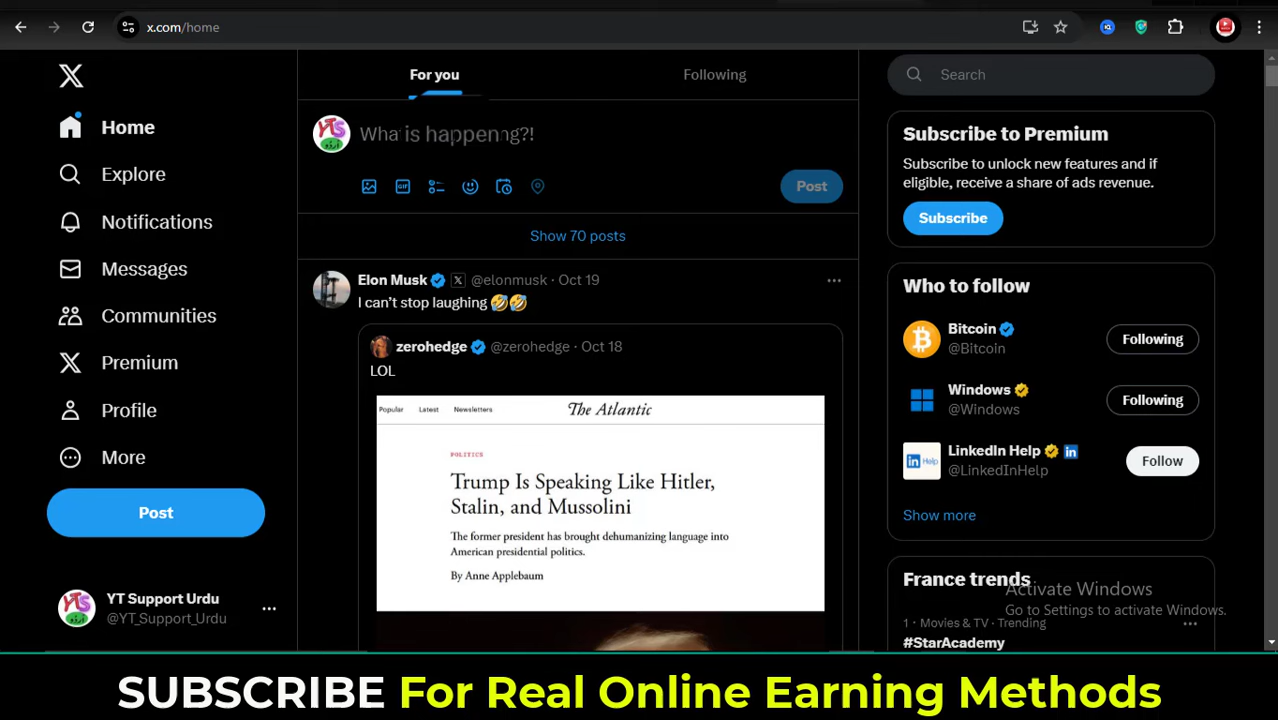 x.com/home
For you
Following
What is happenng?!
Post
Show 70 posts
Home
Explore
Notifications
Messages
Communities
Premium
Profile
More
Post
YT Support Urdu
@YT_Support_Urdu
Elon Musk @elonmusk · Oct 19
I can't stop laughing 🤣🤣
zerohedge @zerohedge · Oct 18
LOL
Popular Latest Newsletters The Atlantic
POLITICS
Trump Is Speaking Like Hitler,
Stalin, and Mussolini
The former president has brought dehumanizing language into
American presidential politics.
By Anne Applebaum
Search
Subscribe to Premium
Subscribe to unlock new features and if
eligible, receive a share of ads revenue.
Subscribe
Who to follow
Bitcoin
@Bitcoin
Following
Windows
@Windows
Following
LinkedIn Help
@LinkedInHelp
Follow
Show more
France trends
1 · Movies & TV · Trending
#StarAcademy
Activate Windows
Go to Settings to activate Windows.
SUBSCRIBE For Real Online Earning Methods